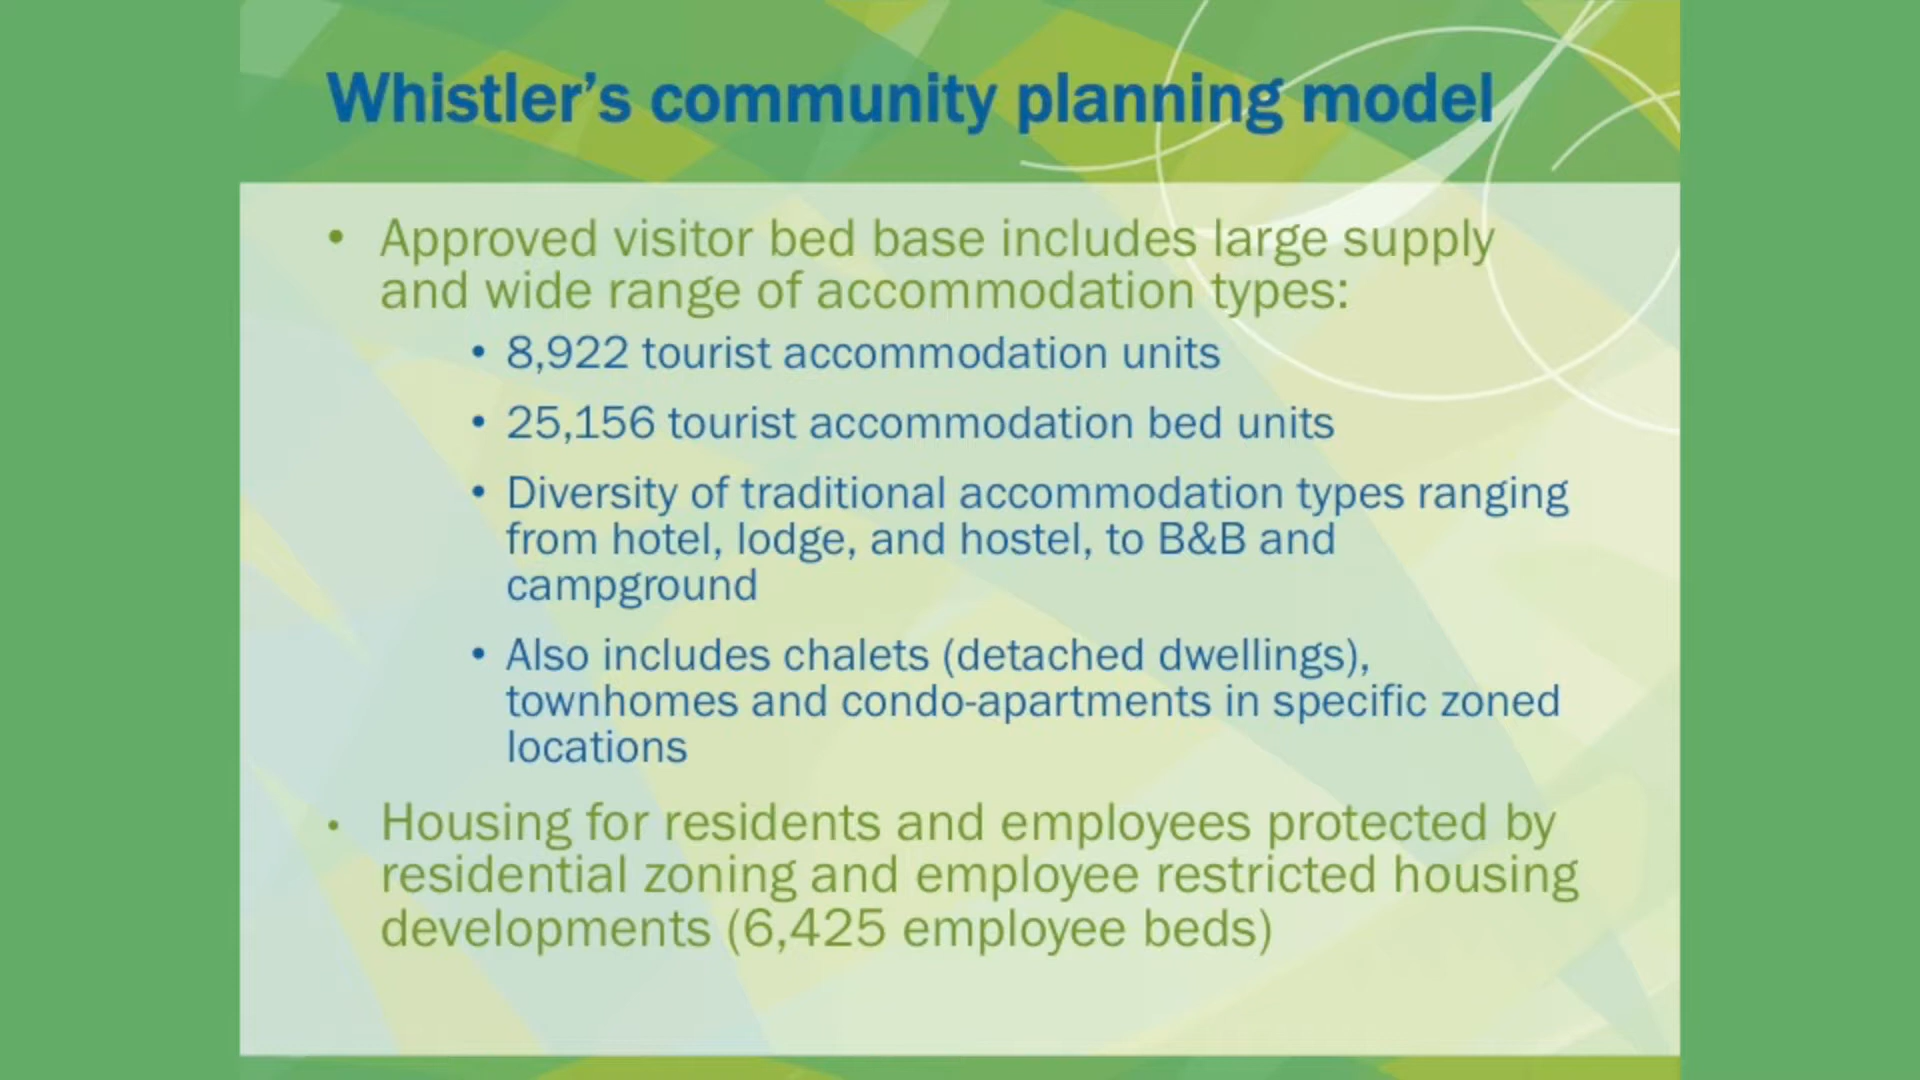 Whistler’s community planning model
• Approved visitor bed base includes large supply
and wide range of accommodation types:
• 8,922 tourist accommodation units
• 25,156 tourist accommodation bed units
• Diversity of traditional accommodation types ranging
from hotel, lodge, and hostel, to B&B and
campground
• Also includes chalets (detached dwellings),
townhomes and condo-apartments in specific zoned
locations
• Housing for residents and employees protected by
residential zoning and employee restricted housing
developments (6,425 employee beds)